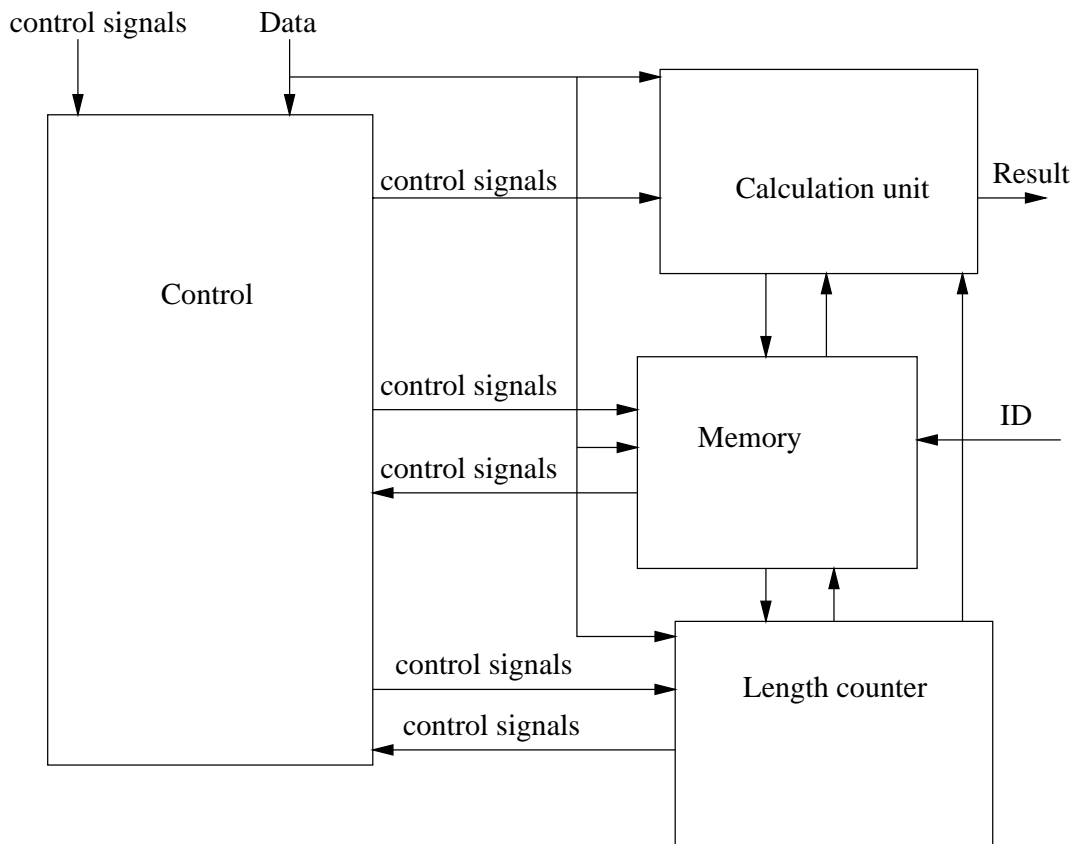 control signals
Data
control signals
Calculation unit
Result
Control
control signals
Memory
ID
control signals
control signals
Length counter
control signals